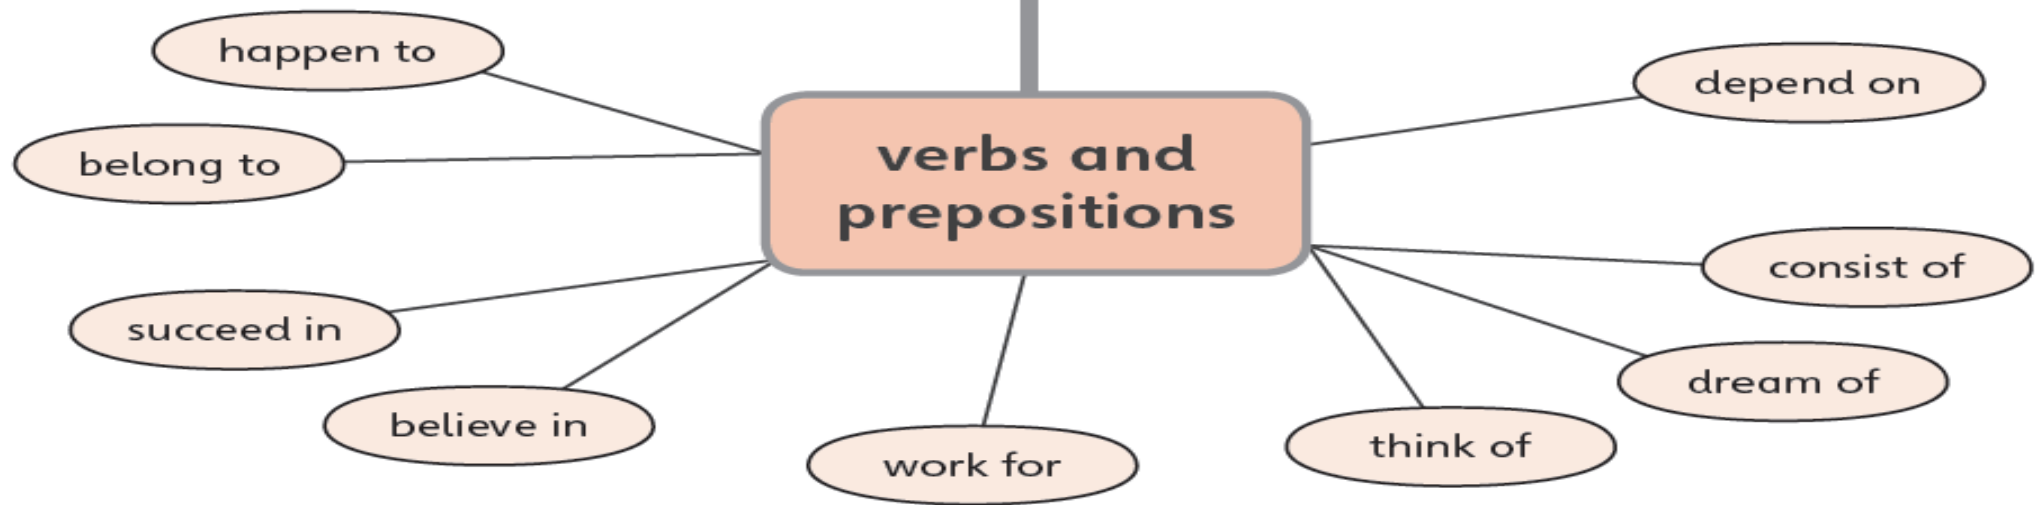 happen to
depend on
belong to
verbs and
prepositions
consist of
succeed in
dream of
believe in
think of
work for